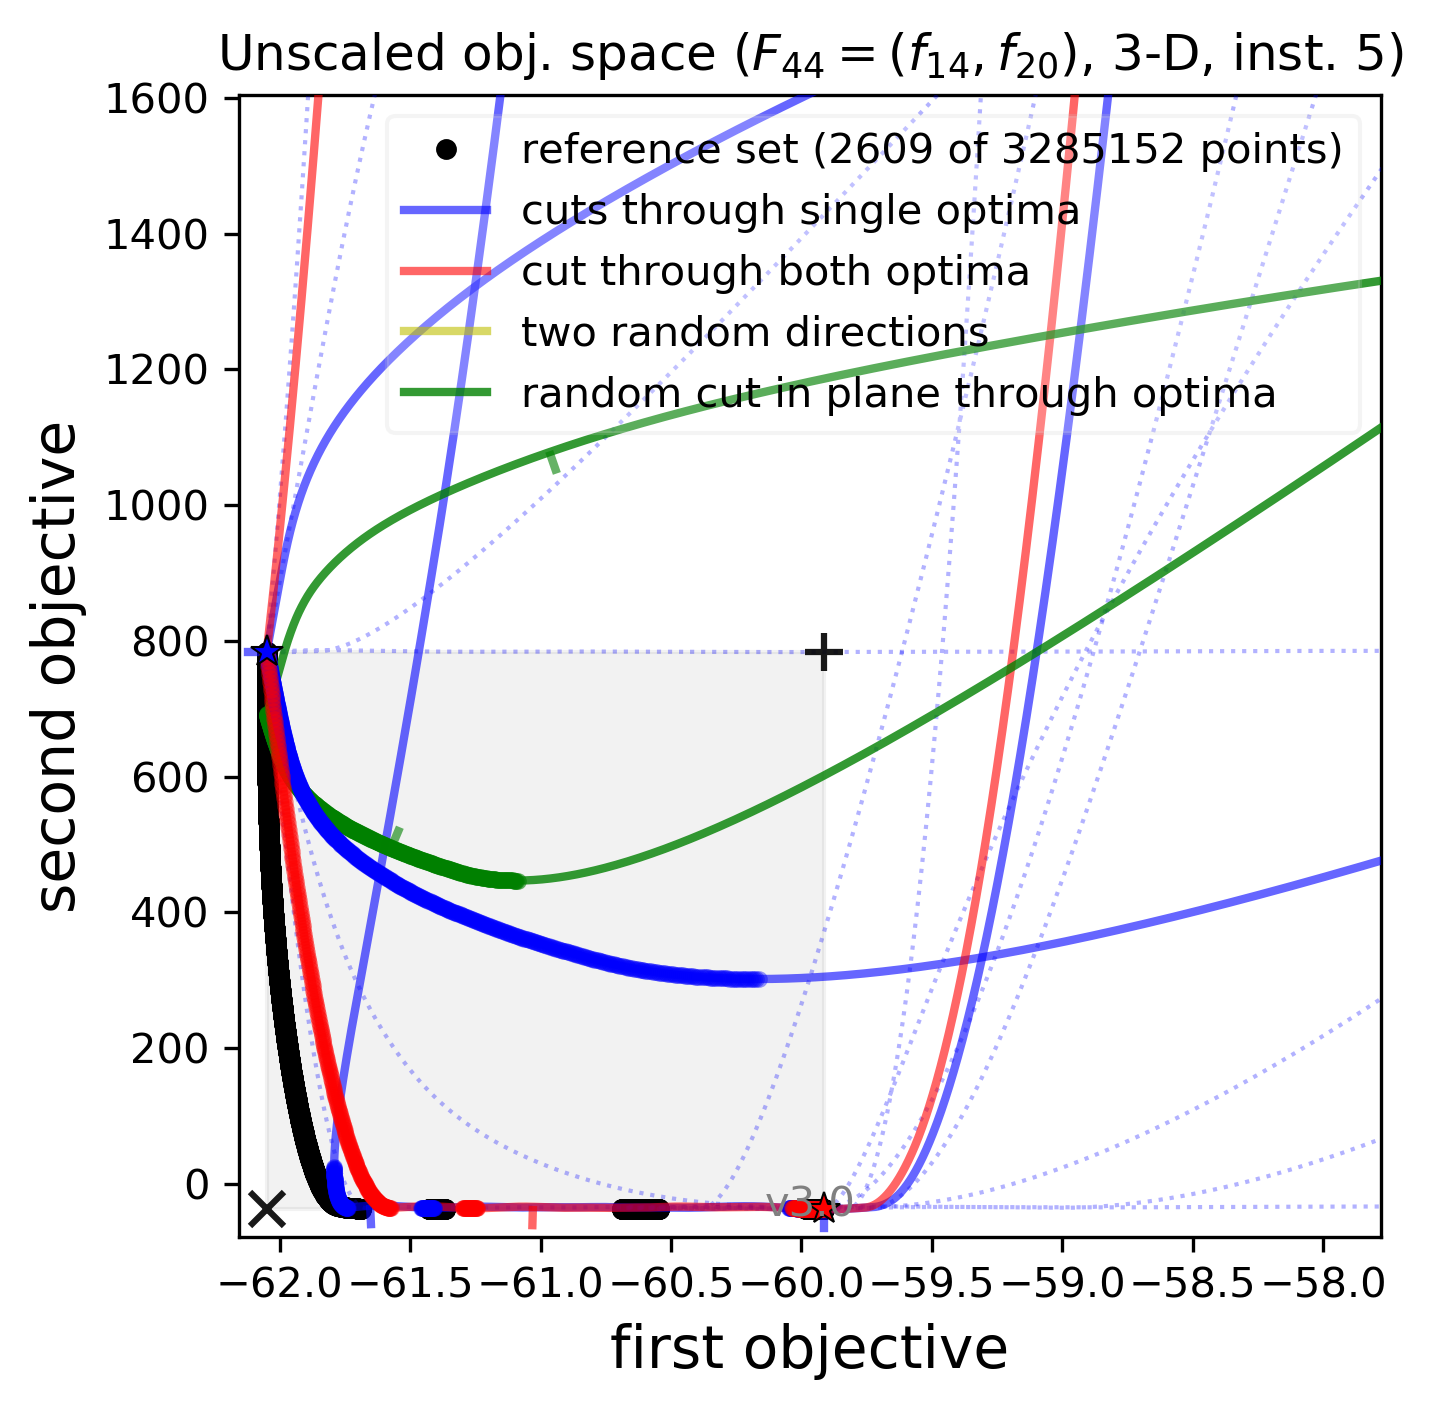 Unscaled obj. space (F₄₄ = (f₁₄, f₂₀), 3-D, inst. 5)
1600
1400
1200
1000
800
600
400
200
0
second objective
reference set (2609 of 3285152 points)
cuts through single optima
cut through both optima
two random directions
random cut in plane through optima
v3.0
−62.0 −61.5 −61.0 −60.5 −60.0 −59.5 −59.0 −58.5 −58.0
first objective